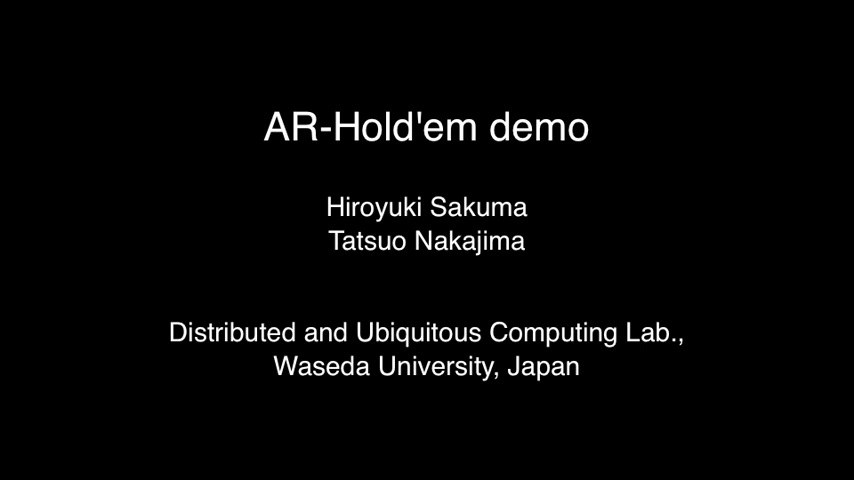 AR-Hold'em demo
Hiroyuki Sakuma
Tatsuo Nakajima
Distributed and Ubiquitous Computing Lab.,
Waseda University, Japan